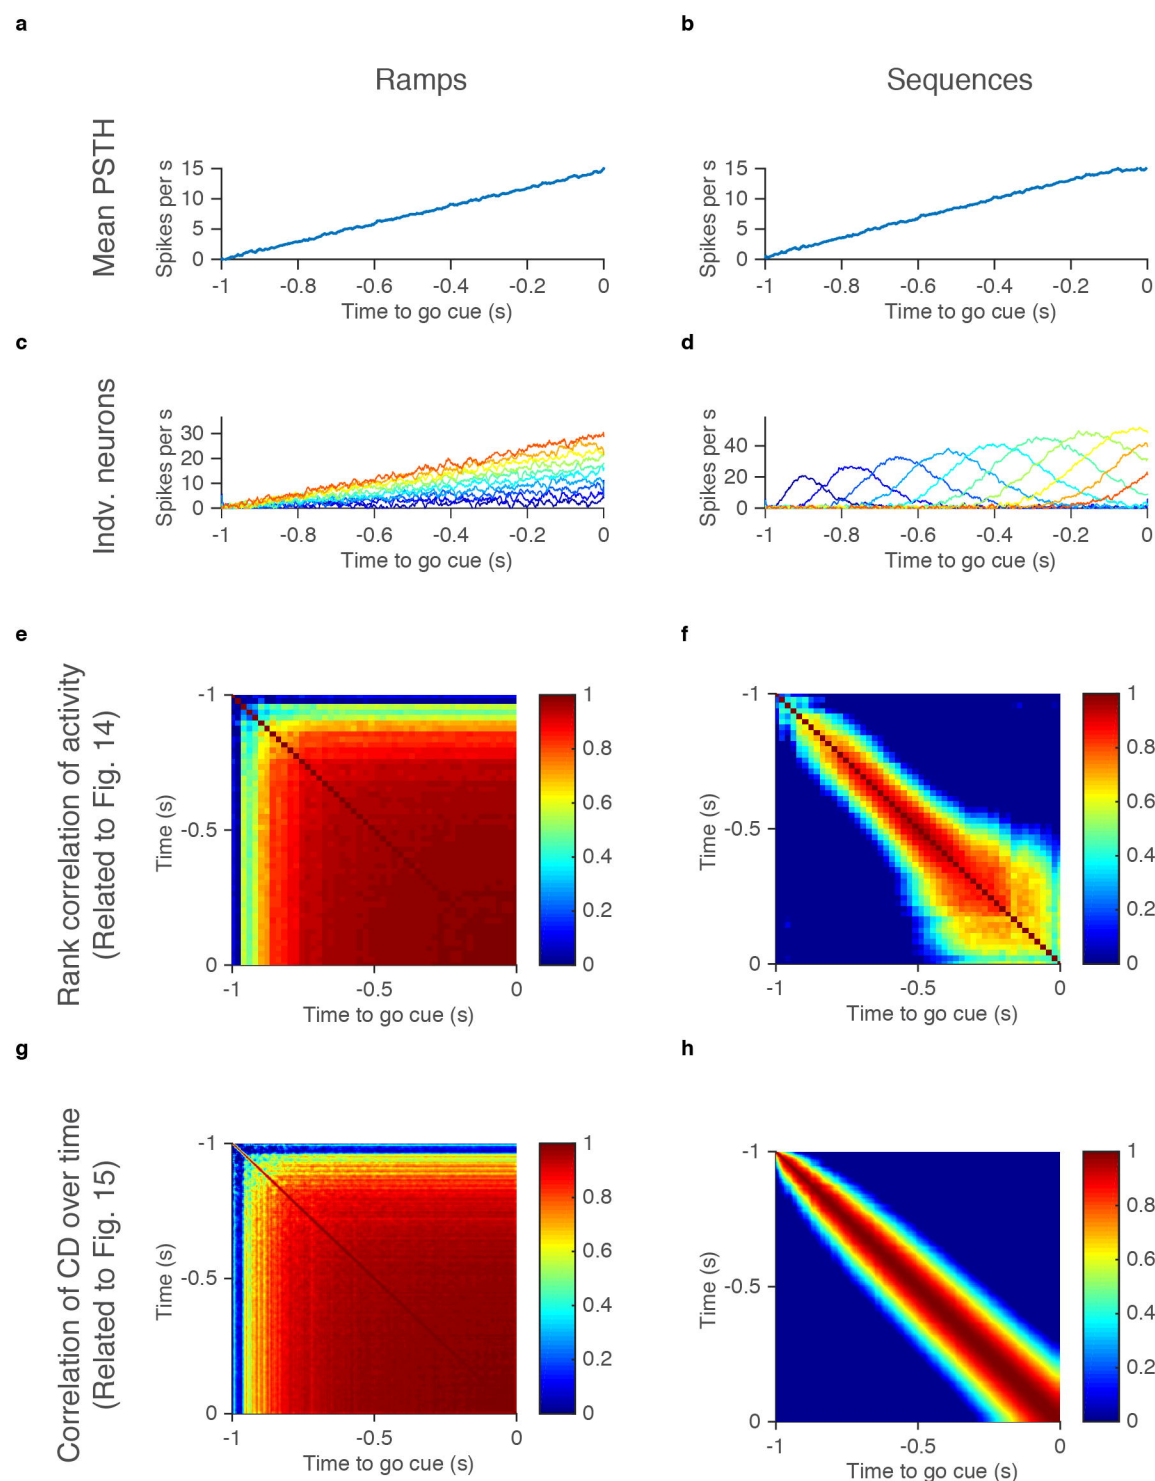 a
b
Ramps
Sequences
Mean PSTH
Spikes per s
15
10
5
0
-1
-0.8
-0.6
-0.4
-0.2
0
Time to go cue (s)
Spikes per s
15
10
5
0
-1
-0.8
-0.6
-0.4
-0.2
0
Time to go cue (s)
c
d
Indv. neurons
Spikes per s
30
20
10
0
-1
-0.8
-0.6
-0.4
-0.2
0
Time to go cue (s)
Spikes per s
40
20
0
-1
-0.8
-0.6
-0.4
-0.2
0
Time to go cue (s)
e
f
Rank correlation of activity
(Related to Fig. 14)
Time (s)
-1
-0.5
0
-1
-0.5
0
Time to go cue (s)
1
0.8
0.6
0.4
0.2
0
Time (s)
-1
-0.5
0
-1
-0.5
0
Time to go cue (s)
1
0.8
0.6
0.4
0.2
0
g
h
Correlation of CD over time
(Related to Fig. 15)
Time (s)
-1
-0.5
0
-1
-0.5
0
Time to go cue (s)
1
0.8
0.6
0.4
0.2
0
Time (s)
-1
-0.5
0
-1
-0.5
0
Time to go cue (s)
1
0.8
0.6
0.4
0.2
0